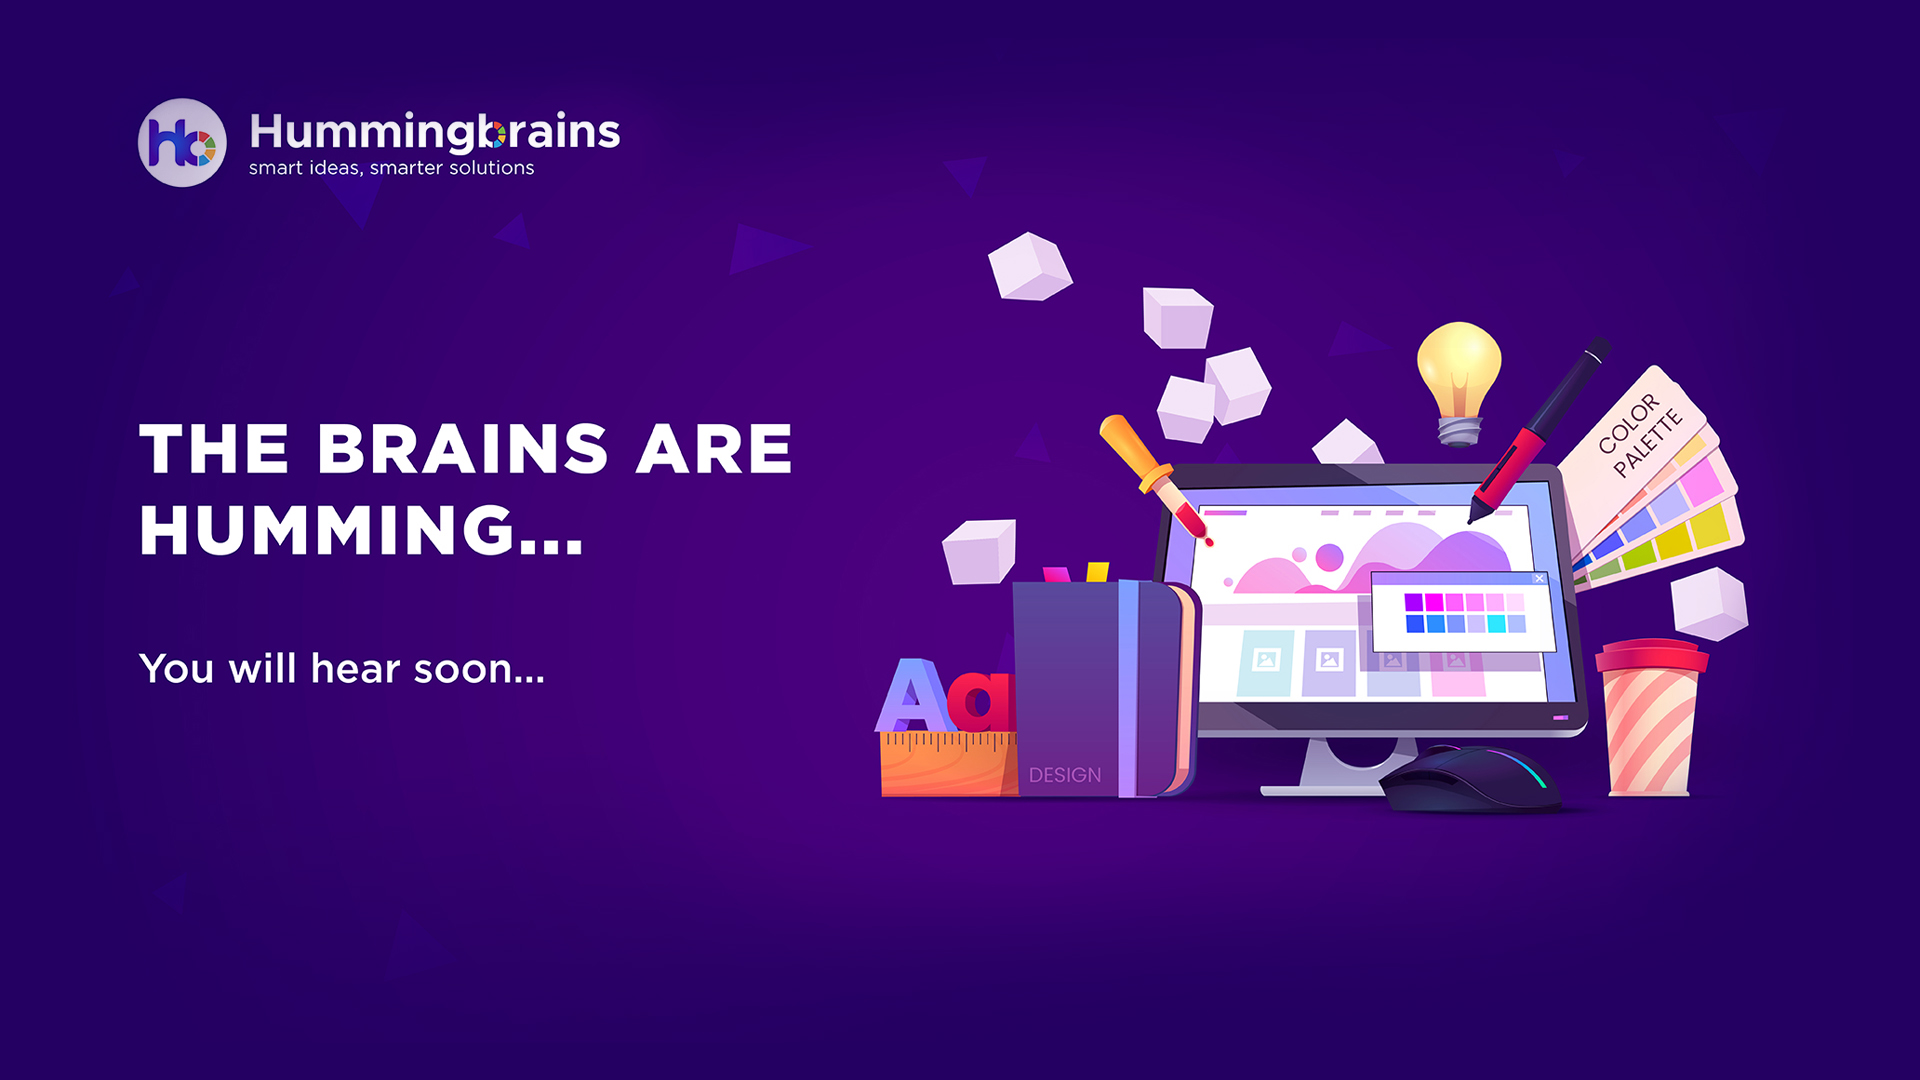 Hb
Hummingbrains
smart ideas, smarter solutions
THE BRAINS ARE
HUMMING...
You will hear soon...
COLOR
PALETTE
Aa
DESIGN